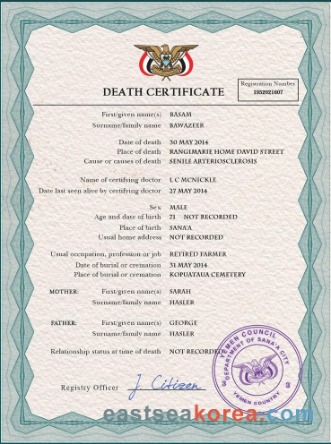 DEATH CERTIFICATE
Registration Number
1952921807
First/given name(s) BASAM
Surname/family name BAWAZEER
Date of death 30 MAY 2014
Place of death RANGIMARIE HOME DAVID STREET
Cause or causes of death SENILE ARTERIOSCLEROSIS
Name of certifying doctor L C MCNICKLE
Date last seen alive by certifying doctor 27 MAY 2014
Sex MALE
Age and date of birth 21 NOT RECORDED
Place of birth SANA'A
Usual home address NOT RECORDED
Usual occupation, profession or job RETIRED FARMER
Date of burial or cremation 31 MAY 2014
Place of burial or cremation KOPUATAUA CEMETERY
MOTHER: First/given name(s) SARAH
Surname/family name HASLER
FATHER: First/given name(s) GEORGE
Surname/family name HASLER
Relationship status at time of death NOT RECORDED
YEMEN COUNCIL
DEPARTMENT OF SANA'A CITY
YEMEN COUNTRY
Registry Officer J. Citizen
eastseakorea.com